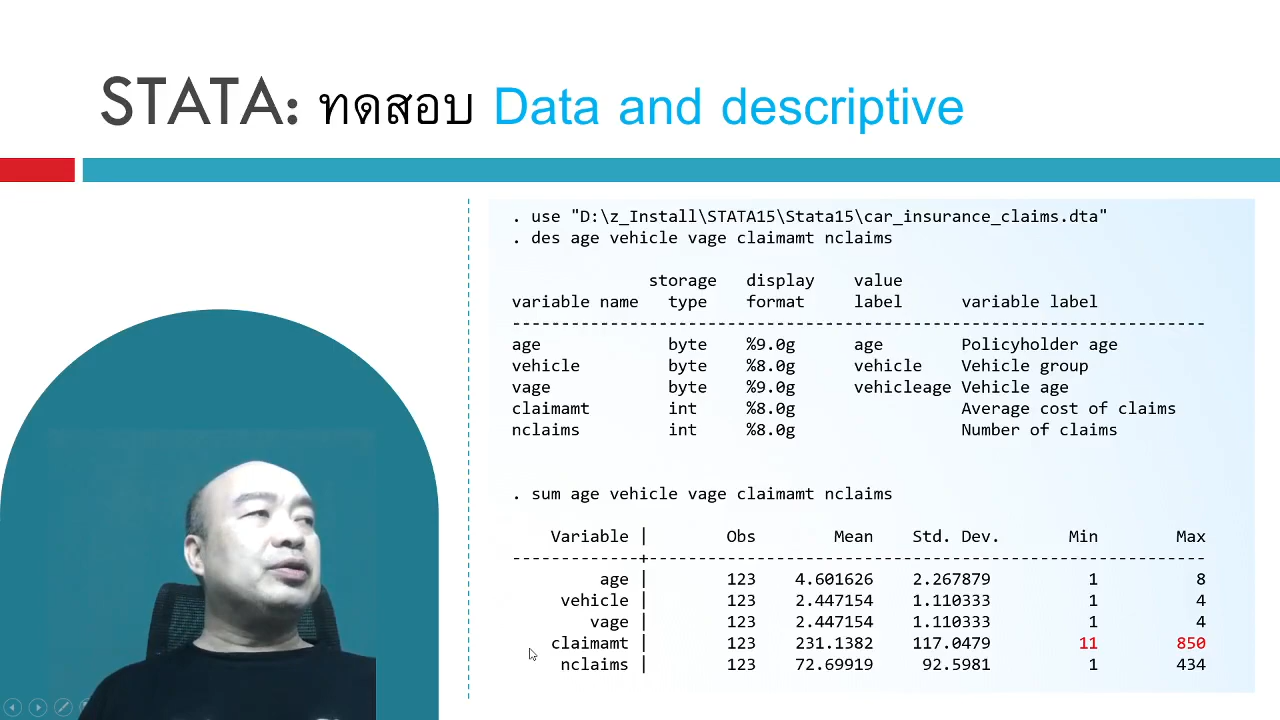 STATA: ทดสอบ Data and descriptive
. use "D:\z_Install\STATA15\Stata15\car_insurance_claims.dta"
. des age vehicle vage claimamt nclaims
storage display value
variable name type format label variable label
-----------------------------------------------------------------------
age byte %9.0g age Policyholder age
vehicle byte %8.0g vehicle Vehicle group
vage byte %9.0g vehicleage Vehicle age
claimamt int %8.0g Average cost of claims
nclaims int %8.0g Number of claims
. sum age vehicle vage claimamt nclaims
Variable | Obs Mean Std. Dev. Min Max
-------------+---------------------------------------------------------
age | 123 4.601626 2.267879 1 8
vehicle | 123 2.447154 1.110333 1 4
vage | 123 2.447154 1.110333 1 4
claimamt | 123 231.1382 117.0479 11 850
nclaims | 123 72.69919 92.5981 1 434